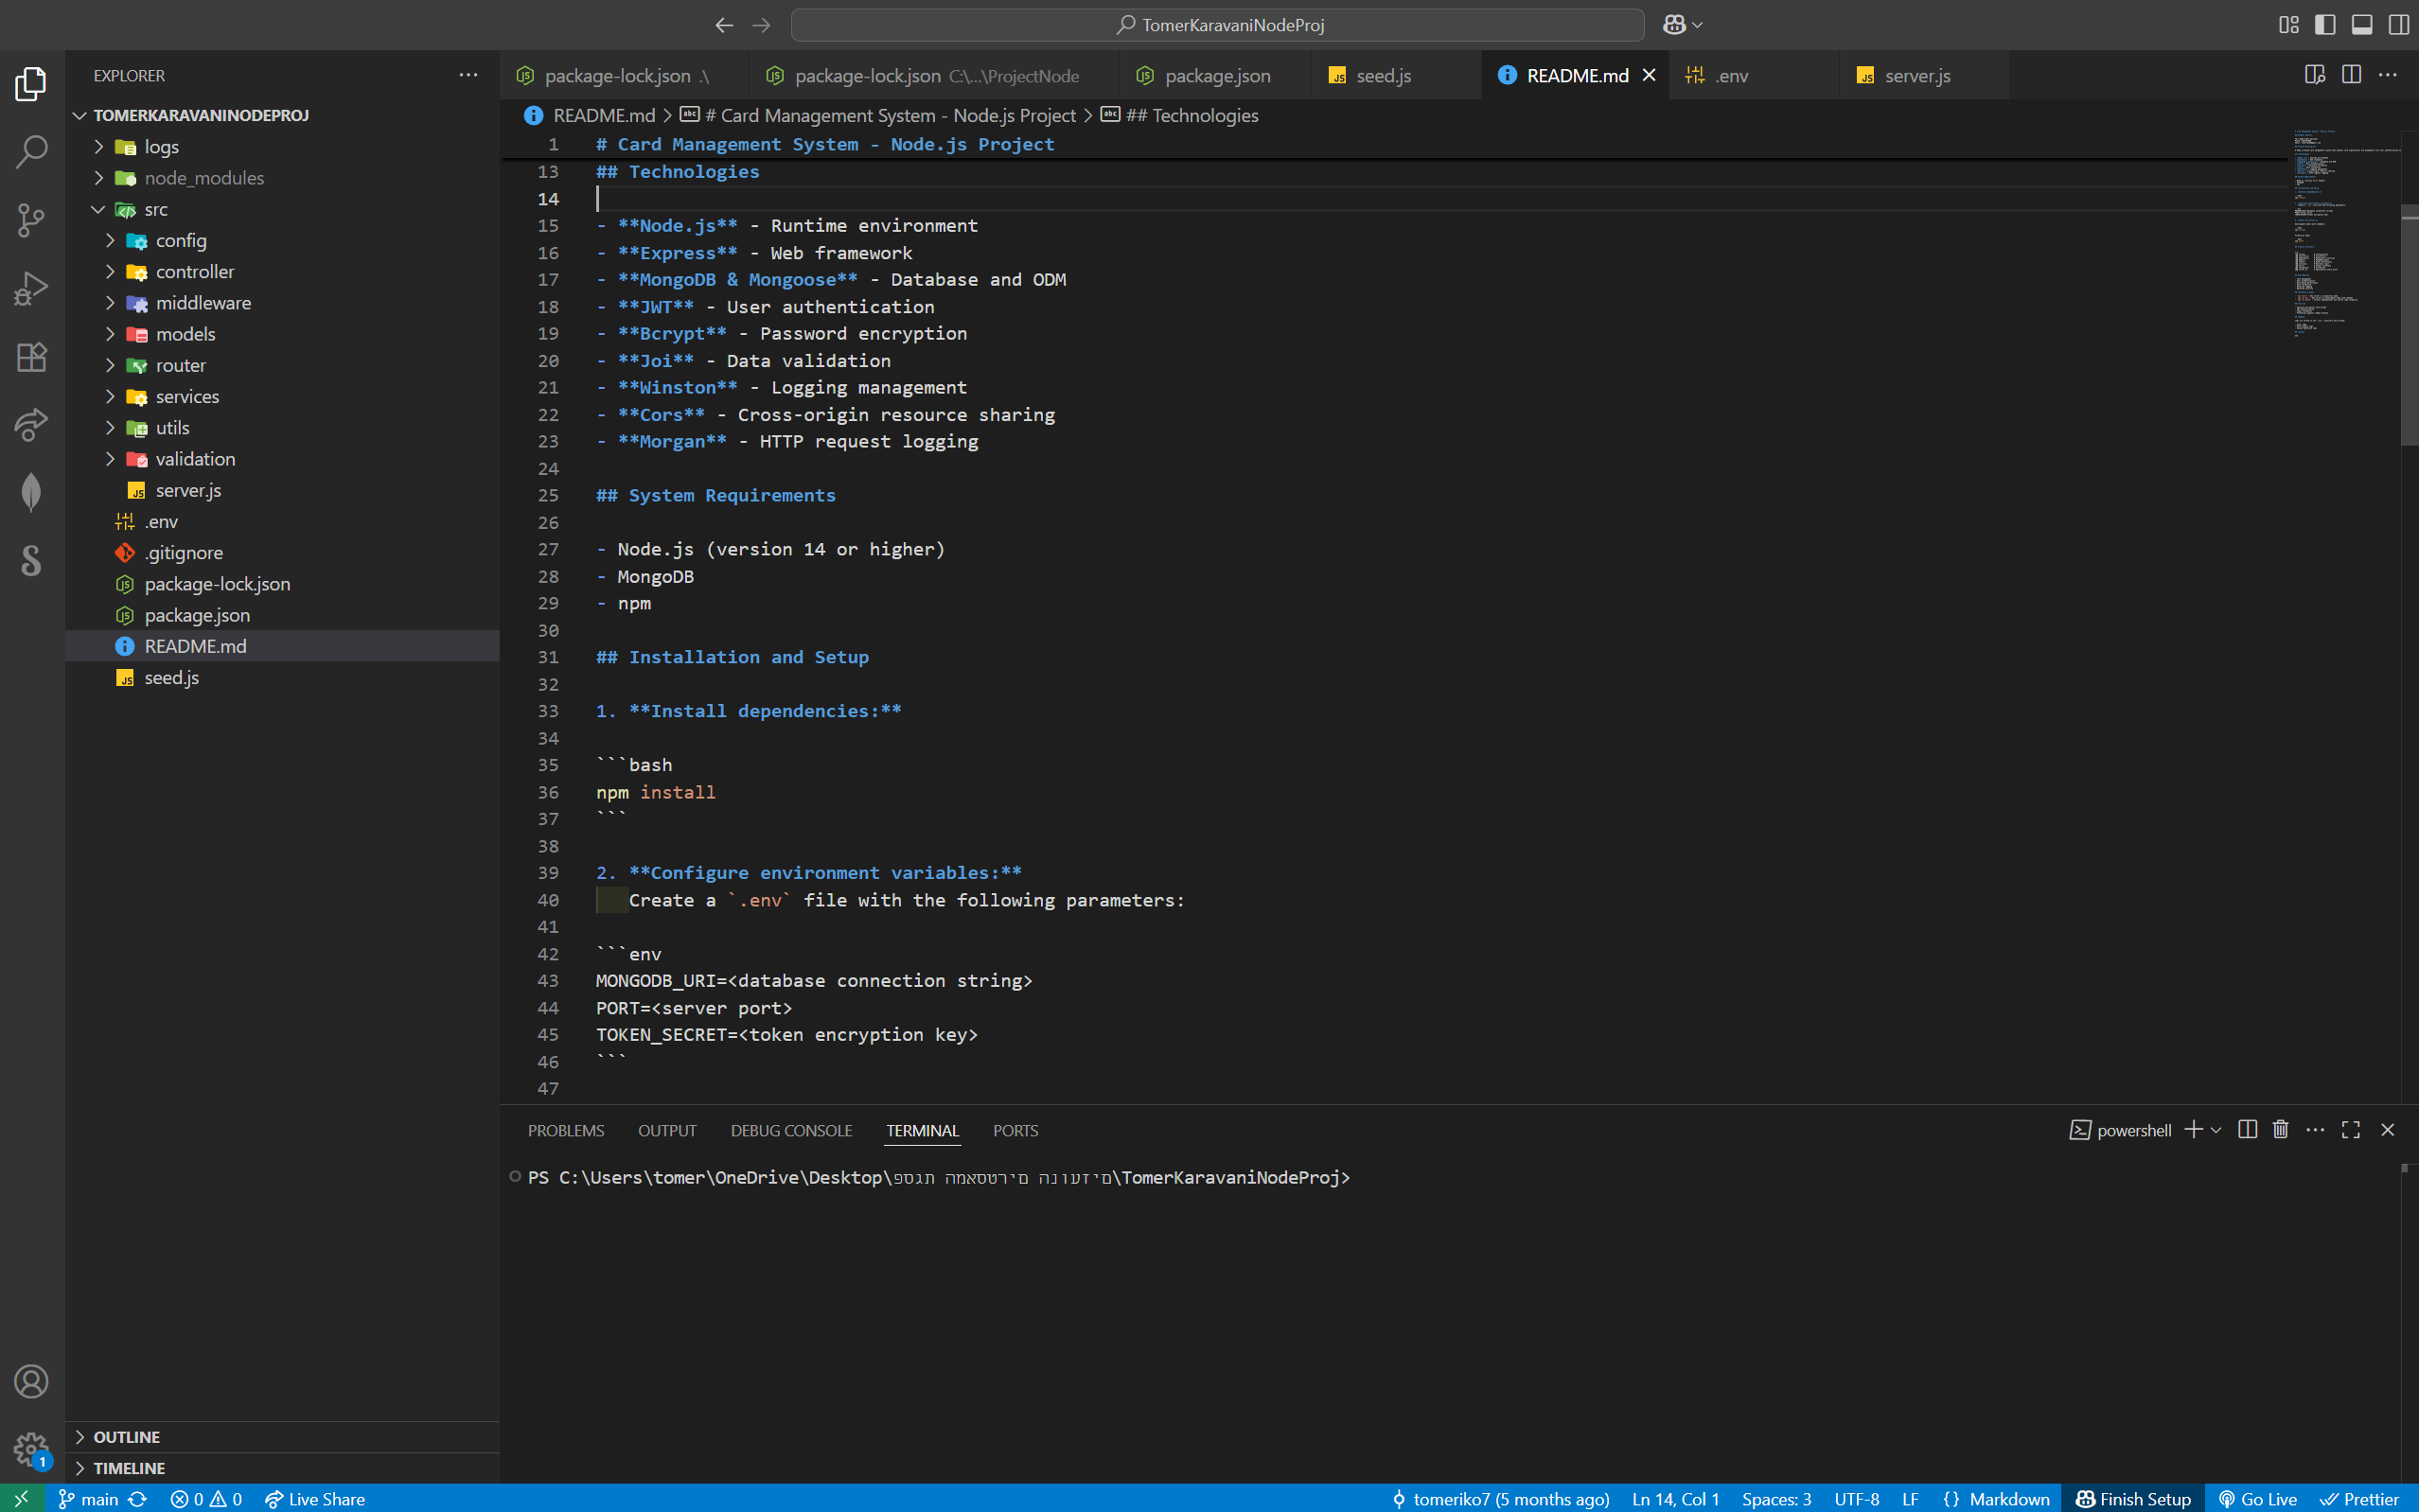 TomerKaravaniNodeProj
EXPLORER
TOMERKARAVANINODEPROJ
logs
node_modules
src
config
controller
middleware
models
router
services
utils
validation
server.js
.env
.gitignore
package-lock.json
package.json
README.md
seed.js
OUTLINE
TIMELINE
package-lock.json .\
package-lock.json C:\...\ProjectNode
package.json
seed.js
README.md
.env
server.js
README.md > # Card Management System - Node.js Project > ## Technologies
1 # Card Management System - Node.js Project
13 ## Technologies
14
15 - **Node.js** - Runtime environment
16 - **Express** - Web framework
17 - **MongoDB & Mongoose** - Database and ODM
18 - **JWT** - User authentication
19 - **Bcrypt** - Password encryption
20 - **Joi** - Data validation
21 - **Winston** - Logging management
22 - **Cors** - Cross-origin resource sharing
23 - **Morgan** - HTTP request logging
24
25 ## System Requirements
26
27 - Node.js (version 14 or higher)
28 - MongoDB
29 - npm
30
31 ## Installation and Setup
32
33 1. **Install dependencies:**
34
35 ```bash
36 npm install
37 ```
38
39 2. **Configure environment variables:**
40 Create a `.env` file with the following parameters:
41
42 ```env
43 MONGODB_URI=<database connection string>
44 PORT=<server port>
45 TOKEN_SECRET=<token encryption key>
46 ```
47
PROBLEMS OUTPUT DEBUG CONSOLE TERMINAL PORTS
powershell
PS C:\Users\tomer\OneDrive\Desktop\פסגת המאסטרים הנועזים\TomerKaravaniNodeProj>
1
main 0 0 Live Share
tomeriko7 (5 months ago) Ln 14, Col 1 Spaces: 3 UTF-8 LF {} Markdown Finish Setup Go Live Prettier